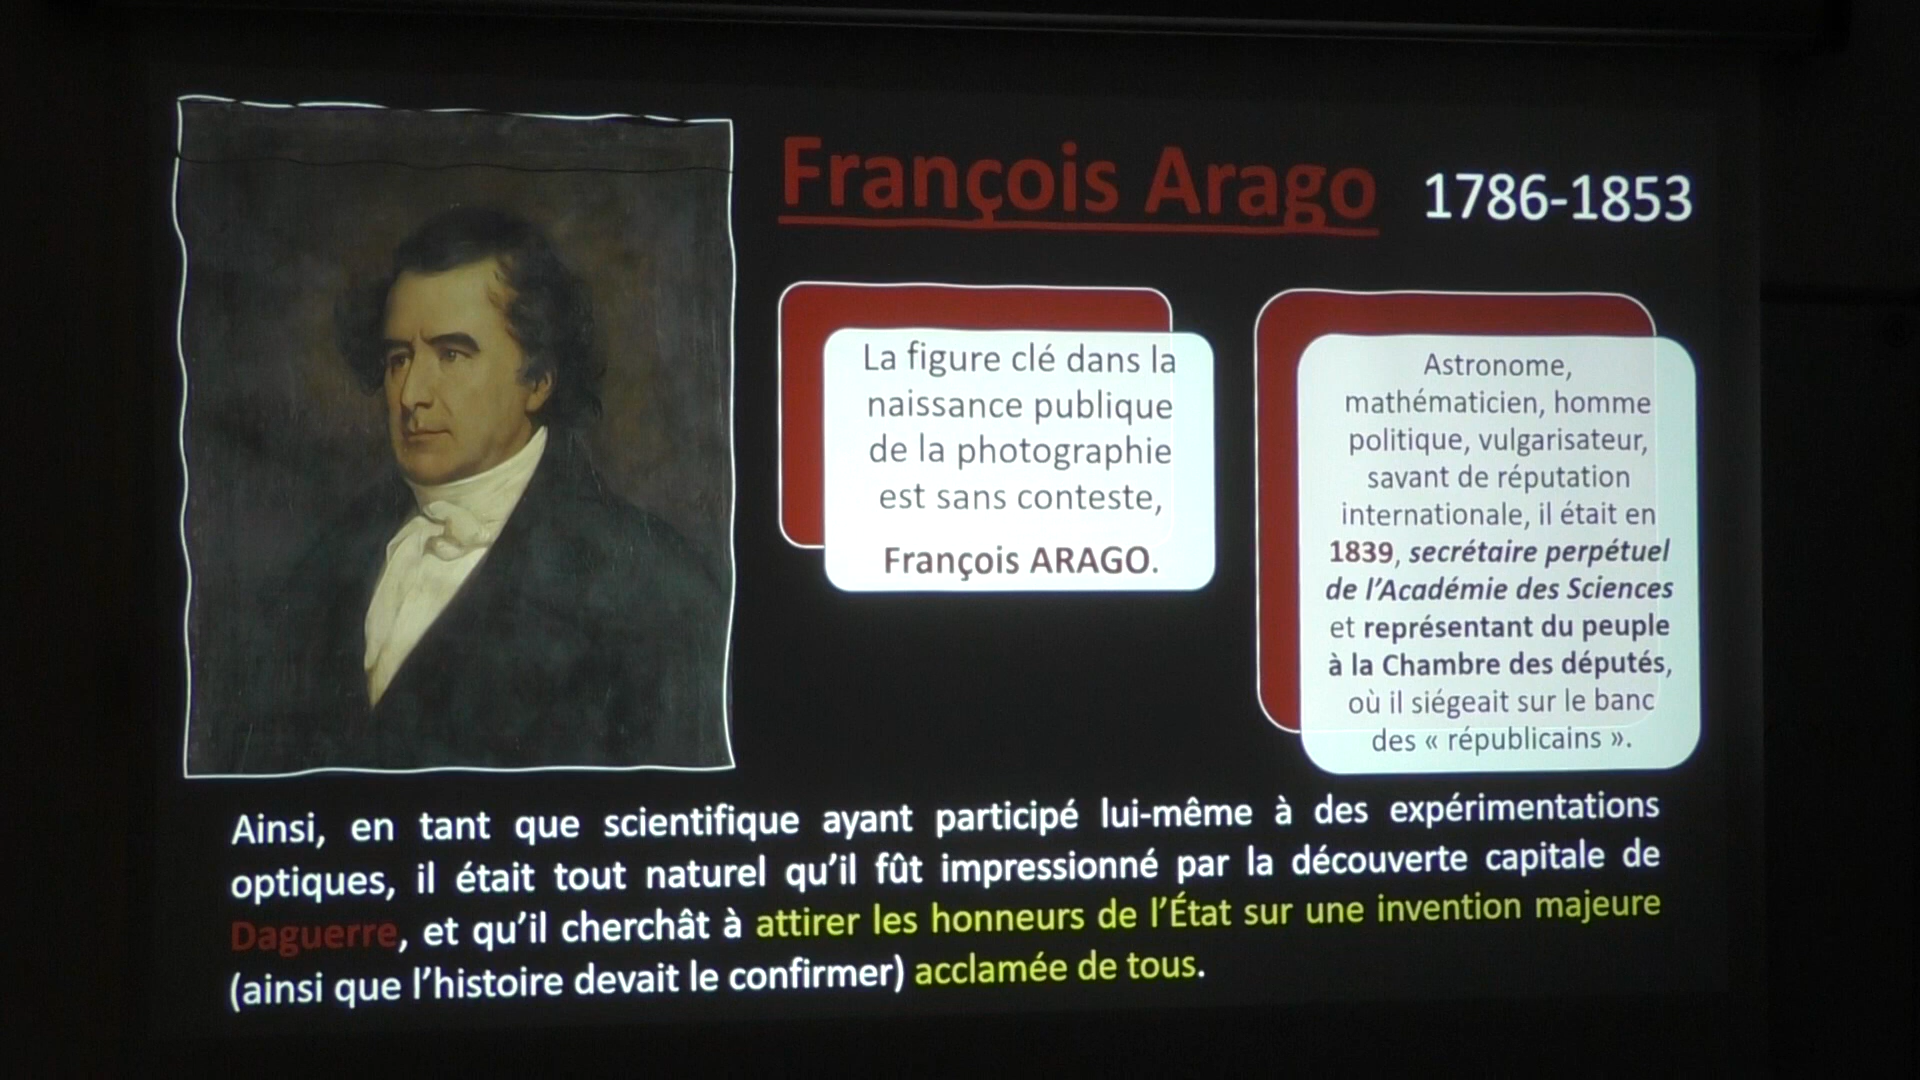 François Arago 1786-1853
La figure clé dans la
naissance publique
de la photographie
est sans conteste,
François ARAGO.
Astronome,
mathématicien, homme
politique, vulgarisateur,
savant de réputation
internationale, il était en
1839, secrétaire perpétuel
de l’Académie des Sciences
et représentant du peuple
à la Chambre des députés,
où il siégeait sur le banc
des « républicains ».
Ainsi, en tant que scientifique ayant participé lui-même à des expérimentations
optiques, il était tout naturel qu’il fût impressionné par la découverte capitale de
Daguerre, et qu’il cherchât à attirer les honneurs de l’État sur une invention majeure
(ainsi que l’histoire devait le confirmer) acclamée de tous.